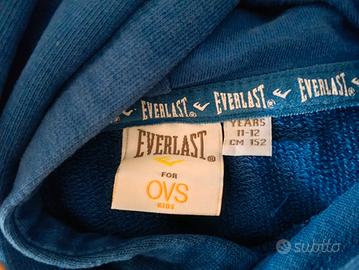 EVERLAST® EVERLAST® EVERLAST
EVERLAST®
FOR
OVS
KIDS
YEARS
11-12
CM 152
subito